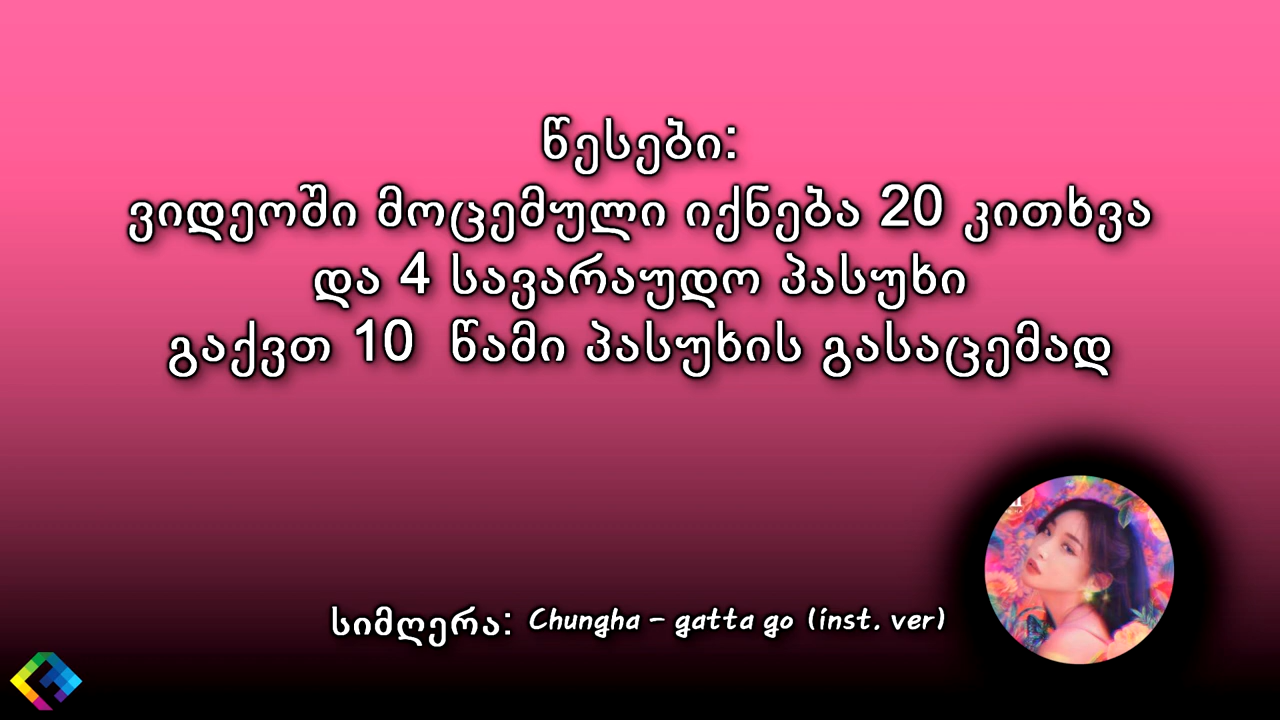 წესები:
ვიდეოში მოცემული იქნება 20 კითხვა
და 4 სავარაუდო პასუხი
გაქვთ 10 წამი პასუხის გასაცემად
სიმღერა: Chungha - gatta go (inst. ver)